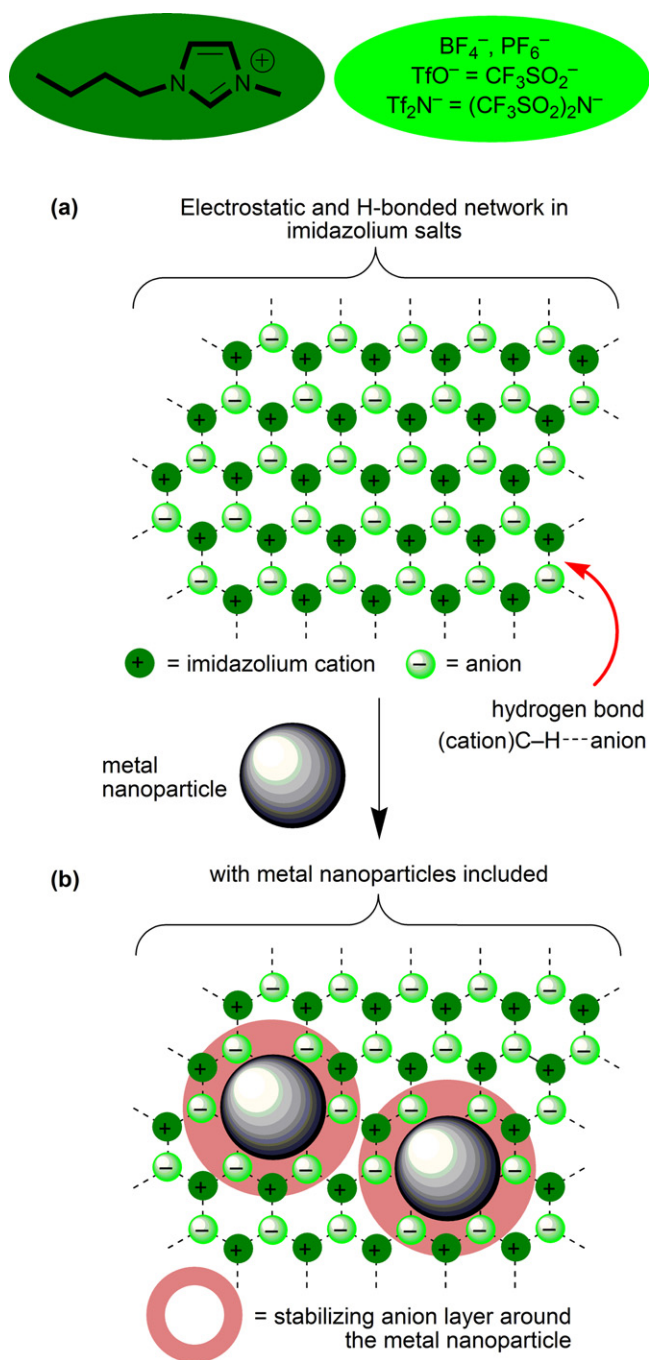 N
N
⊕
BF₄⁻, PF₆⁻
TfO⁻ = CF₃SO₂⁻
Tf₂N⁻ = (CF₃SO₂)₂N⁻
(a)
Electrostatic and H-bonded network in
imidazolium salts
+ = imidazolium cation
− = anion
hydrogen bond
(cation)C–H---anion
metal
nanoparticle
(b)
with metal nanoparticles included
= stabilizing anion layer around
the metal nanoparticle